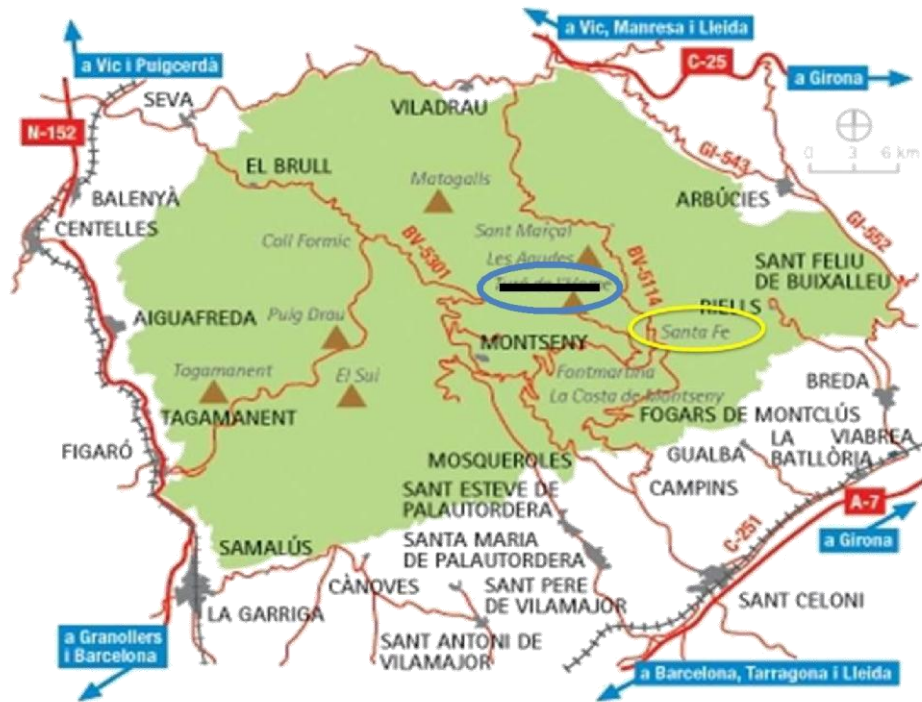 a Vic, Manresa i Lleida
a Vic i Puigcerdà
C-25
a Girona
SEVA
VILADRAU
N-152
GI-543
0 3 6 km
EL BRULL
BALENYÀ
Matagalls
ARBÚCIES
CENTELLES
Coll Formic
BV-5301
Sant Marçal
Les Agudes
BV-5114
GI-552
SANT FELIU
DE BUIXALLEU
RIELLS
AIGUAFREDA
Puig Drau
MONTSENY
Santa Fe
Tagamanent
El Sui
Fontmartina
La Costa de Montseny
BREDA
TAGAMANENT
FOGARS DE MONTCLÚS
FIGARÓ
MOSQUEROLES
GUALBA
LA
BATLLÒRIA
VIABREA
SANT ESTEVE DE
PALAUTORDERA
CAMPINS
A-7
C-251
a Girona
SAMALÚS
SANTA MARIA
DE PALAUTORDERA
CÀNOVES
SANT PERE
DE VILAMAJOR
SANT CELONI
LA GARRIGA
a Granollers
i Barcelona
SANT ANTONI DE
VILAMAJOR
a Barcelona, Tarragona i Lleida